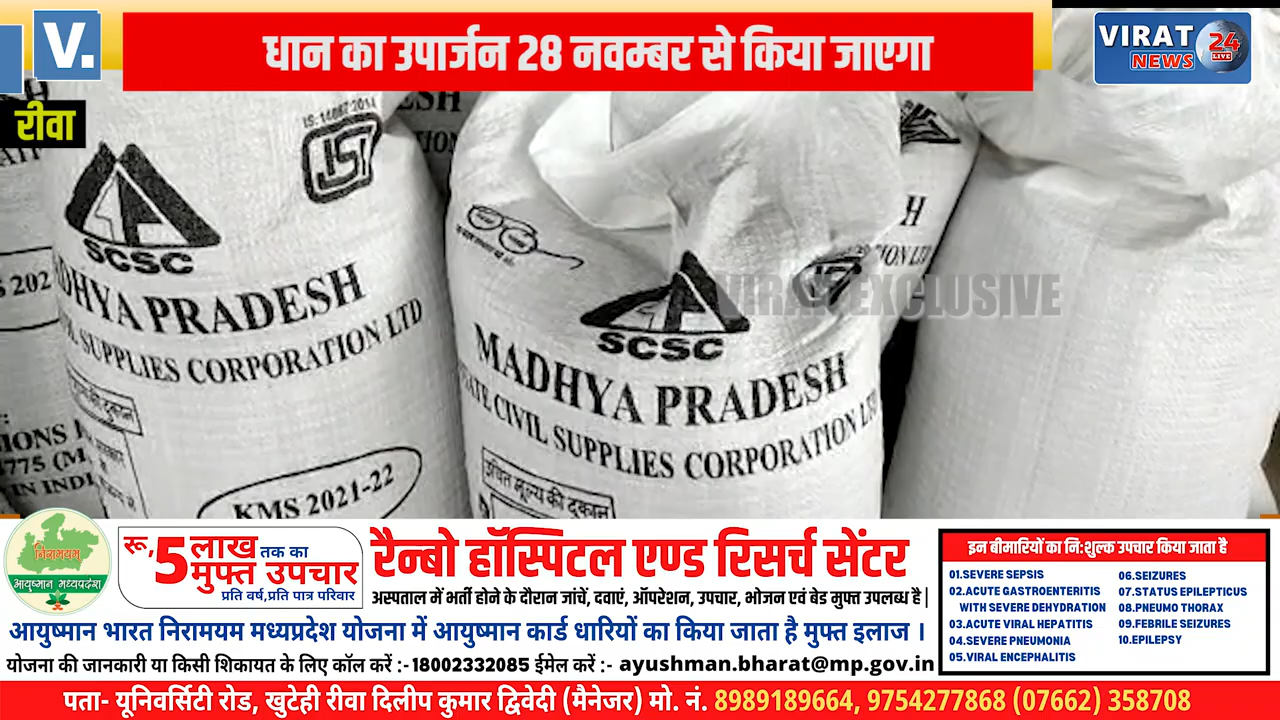 V.
धान का उपार्जन 28 नवम्बर से किया जाएगा
VIRAT
NEWS
24
LIVE
रीवा
IS: 14887 2014
ISI
SCSC
MADHYA PRADESH
SUPPLIES CORPORATION LTD
KMS 2021-22
SCSC
MADHYA PRADESH
STATE CIVIL SUPPLIES CORPORATION LTD
उचित मूल्य की दूकान
VIRAT EXCLUSIVE
निरामयम्
आयुष्मान मध्यप्रदेश
रू,5 लाख तक का
मुफ्त उपचार
प्रति वर्ष,प्रति पात्र परिवार
रैन्बो हॉस्पिटल एण्ड रिसर्च सेंटर
अस्पताल में भर्ती होने के दौरान जांचें, दवाएं, ऑपरेशन, उपचार, भोजन एवं बेड मुफ्त उपलब्ध है|
आयुष्मान भारत निरामयम मध्यप्रदेश योजना में आयुष्मान कार्ड धारियों का किया जाता है मुफ्त इलाज ।
योजना की जानकारी या किसी शिकायत के लिए कॉल करें :- 18002332085 ईमेल करें :- ayushman.bharat@mp.gov.in
इन बीमारियों का नि:शुल्क उपचार किया जाता है
01.SEVERE SEPSIS
02.ACUTE GASTROENTERITIS
WITH SEVERE DEHYDRATION
03.ACUTE VIRAL HEPATITIS
04.SEVERE PNEUMONIA
05.VIRAL ENCEPHALITIS
06.SEIZURES
07.STATUS EPILEPTICUS
08.PNEUMO THORAX
09.FEBRILE SEIZURES
10.EPILEPSY
पता- यूनिवर्सिटी रोड, खुटेही रीवा दिलीप कुमार द्विवेदी (मैनेजर) मो. नं. 8989189664, 9754277868 (07662) 358708